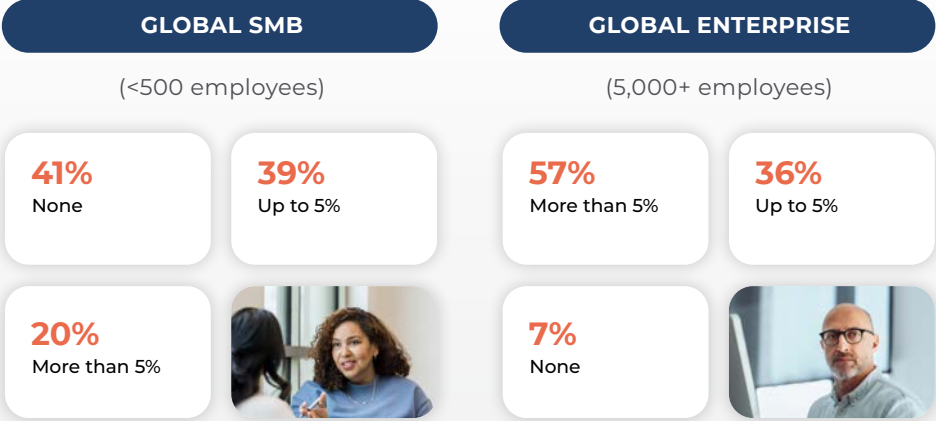 GLOBAL SMB
(<500 employees)
41%
None
39%
Up to 5%
20%
More than 5%
GLOBAL ENTERPRISE
(5,000+ employees)
57%
More than 5%
36%
Up to 5%
7%
None